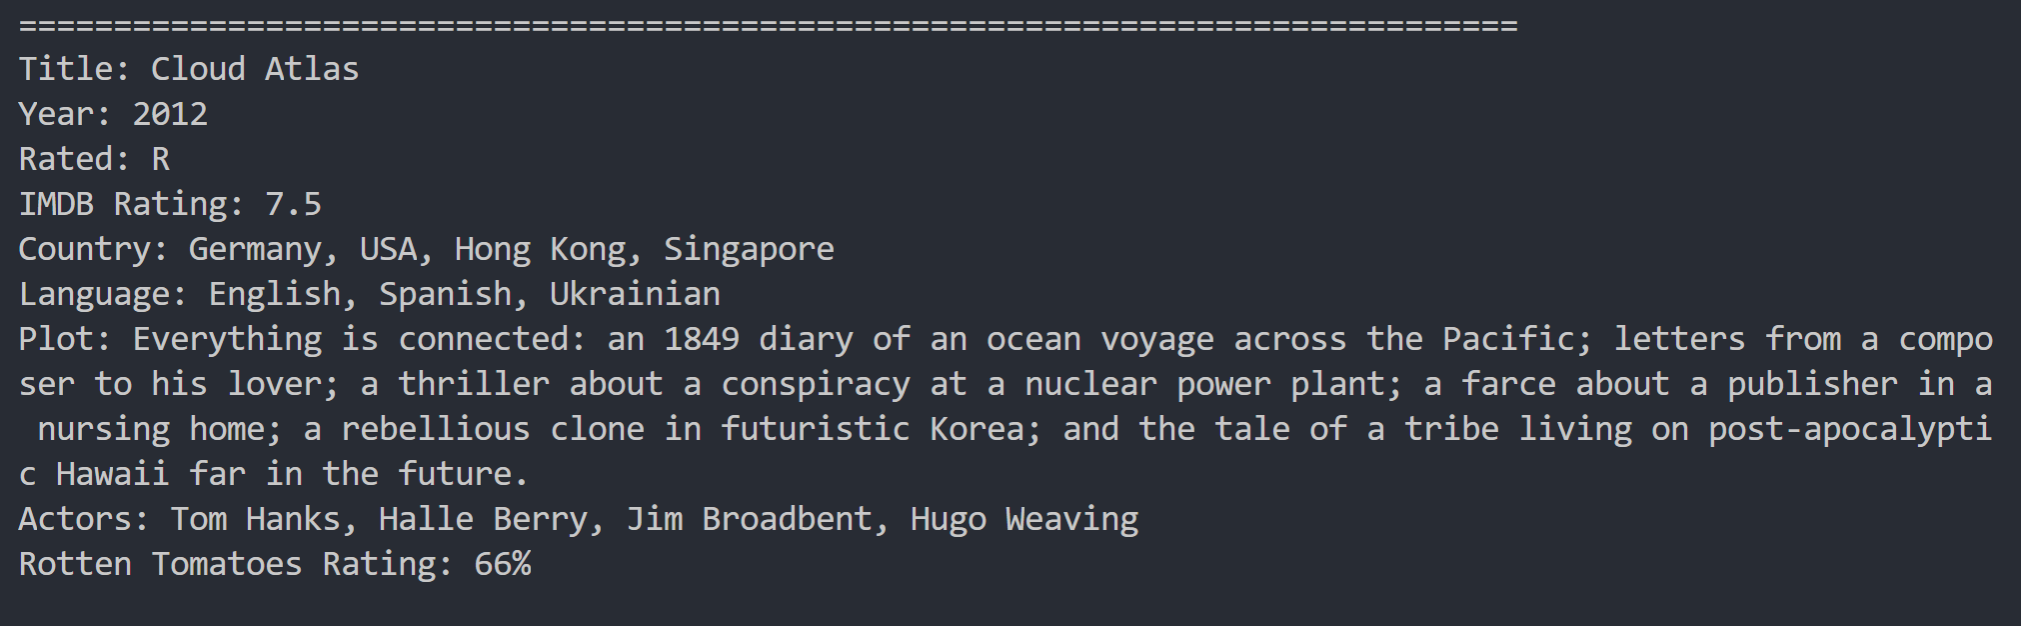 ===============================================================================
Title: Cloud Atlas
Year: 2012
Rated: R
IMDB Rating: 7.5
Country: Germany, USA, Hong Kong, Singapore
Language: English, Spanish, Ukrainian
Plot: Everything is connected: an 1849 diary of an ocean voyage across the Pacific; letters from a compo
ser to his lover; a thriller about a conspiracy at a nuclear power plant; a farce about a publisher in a
 nursing home; a rebellious clone in futuristic Korea; and the tale of a tribe living on post-apocalypti
c Hawaii far in the future.
Actors: Tom Hanks, Halle Berry, Jim Broadbent, Hugo Weaving
Rotten Tomatoes Rating: 66%